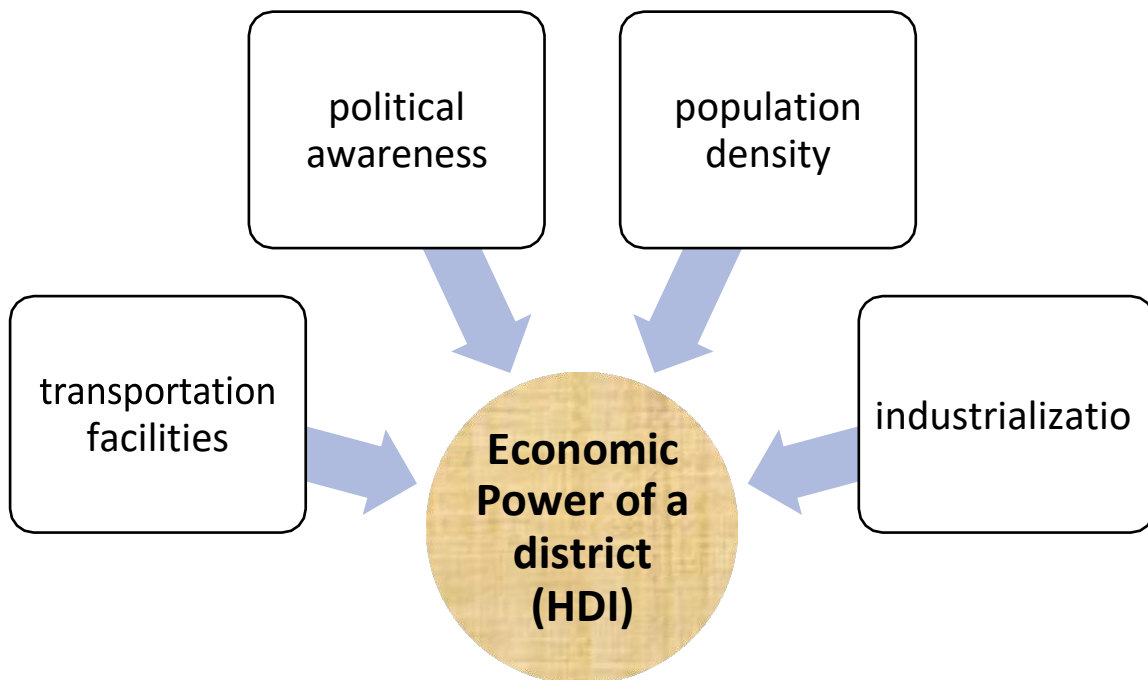 political
awareness
population
density
transportation
facilities
industrializatio
Economic
Power of a
district
(HDI)